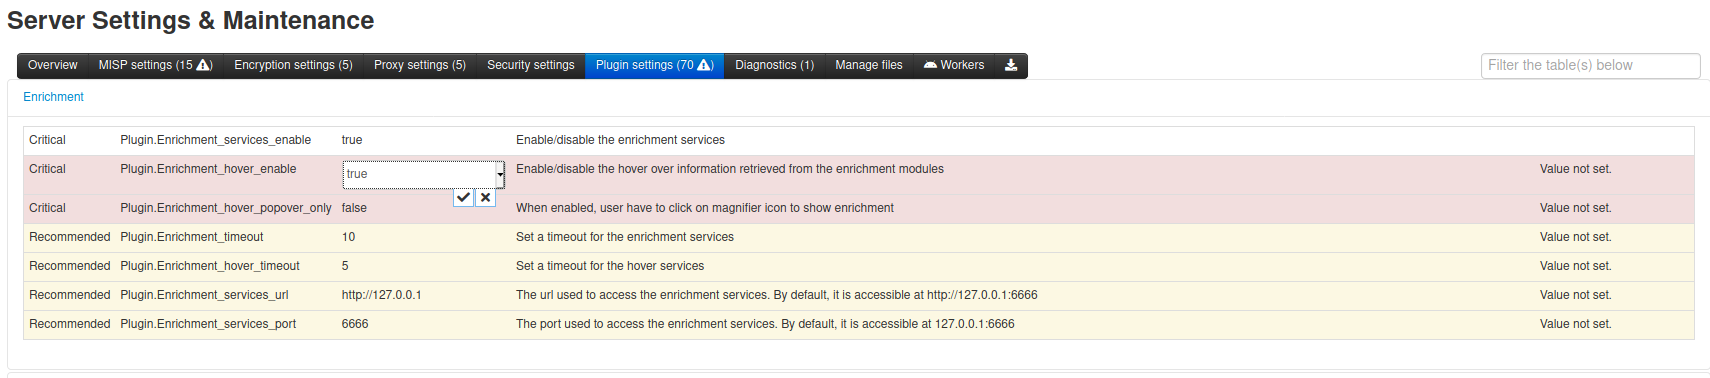 Server Settings & Maintenance
Overview MISP settings (15 ) Encryption settings (5) Proxy settings (5) Security settings Plugin settings (70 ) Diagnostics (1) Manage files Workers Filter the table(s) below
Enrichment
Critical Plugin.Enrichment_services_enable true Enable/disable the enrichment services
Critical Plugin.Enrichment_hover_enable true Enable/disable the hover over information retrieved from the enrichment modules Value not set.
Critical Plugin.Enrichment_hover_popover_only false When enabled, user have to click on magnifier icon to show enrichment Value not set.
Recommended Plugin.Enrichment_timeout 10 Set a timeout for the enrichment services Value not set.
Recommended Plugin.Enrichment_hover_timeout 5 Set a timeout for the hover services Value not set.
Recommended Plugin.Enrichment_services_url http://127.0.0.1 The url used to access the enrichment services. By default, it is accessible at http://127.0.0.1:6666 Value not set.
Recommended Plugin.Enrichment_services_port 6666 The port used to access the enrichment services. By default, it is accessible at 127.0.0.1:6666 Value not set.